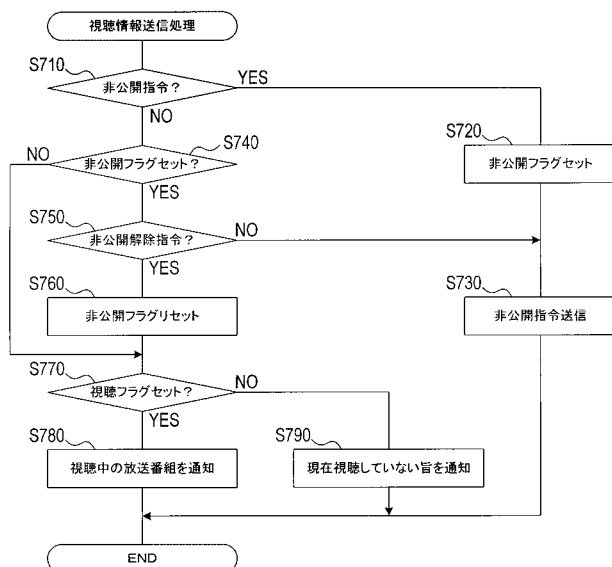 視聴情報送信処理
S710
非公開指令?
YES
NO
S720
非公開フラグセット
NO
S740
非公開フラグセット?
YES
S750
非公開解除指令?
NO
YES
S730
非公開指令送信
S760
非公開フラグリセット
S770
視聴フラグセット?
NO
YES
S780
視聴中の放送番組を通知
S790
現在視聴していない旨を通知
END